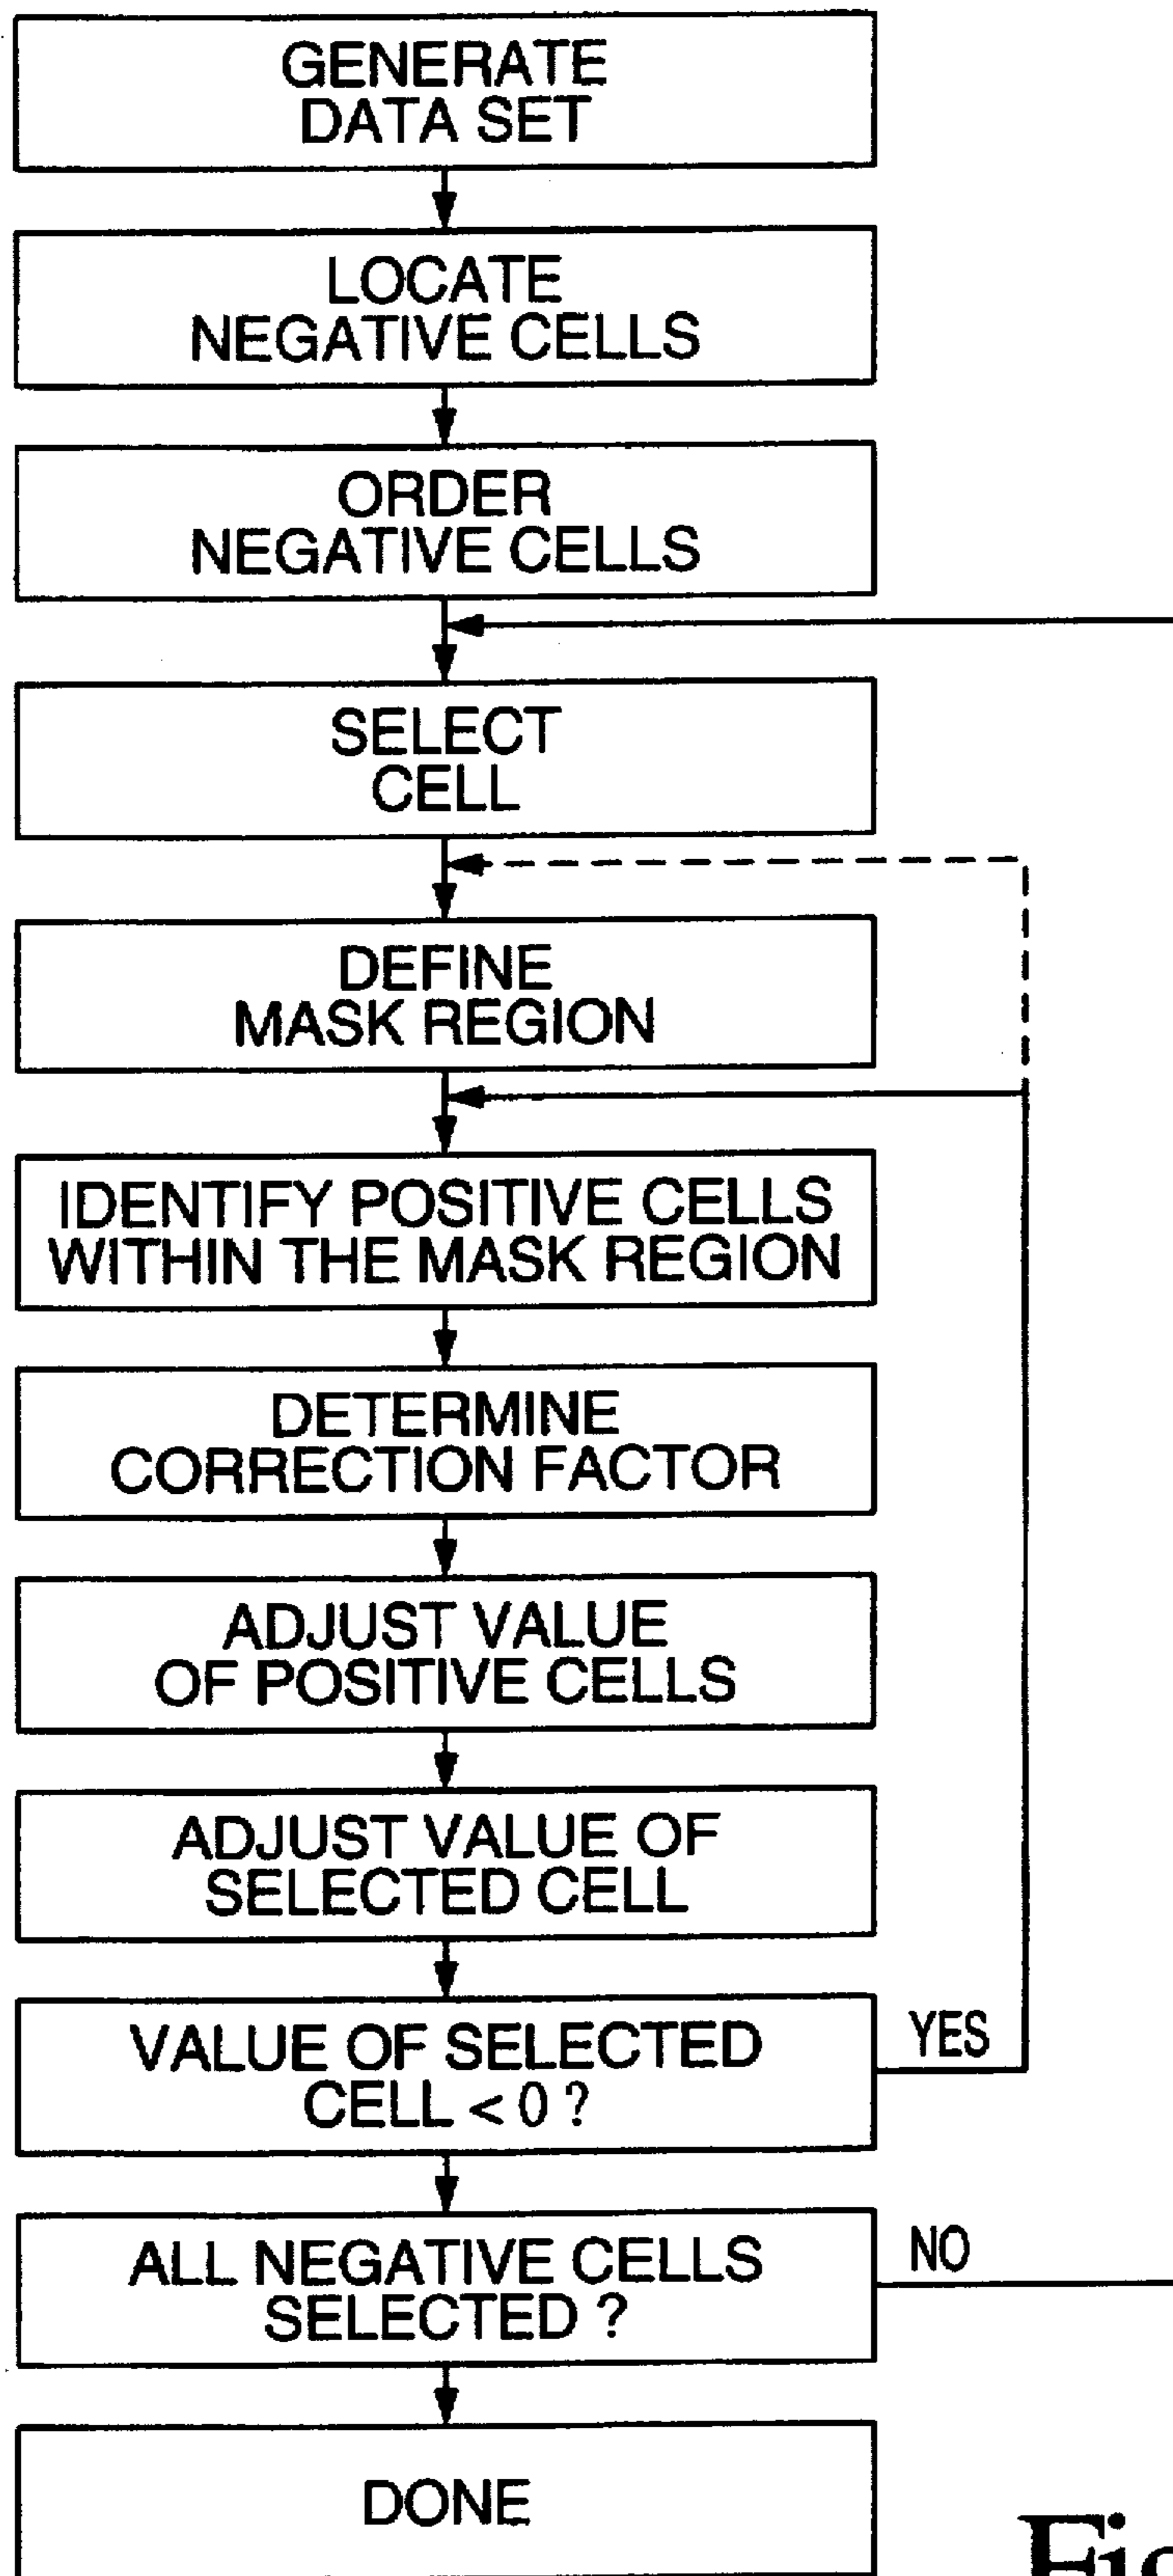 GENERATE
DATA SET
LOCATE
NEGATIVE CELLS
ORDER
NEGATIVE CELLS
SELECT
CELL
DEFINE
MASK REGION
IDENTIFY POSITIVE CELLS
WITHIN THE MASK REGION
DETERMINE
CORRECTION FACTOR
ADJUST VALUE
OF POSITIVE CELLS
ADJUST VALUE OF
SELECTED CELL
VALUE OF SELECTED
CELL < 0 ?
YES
ALL NEGATIVE CELLS
SELECTED ?
NO
DONE